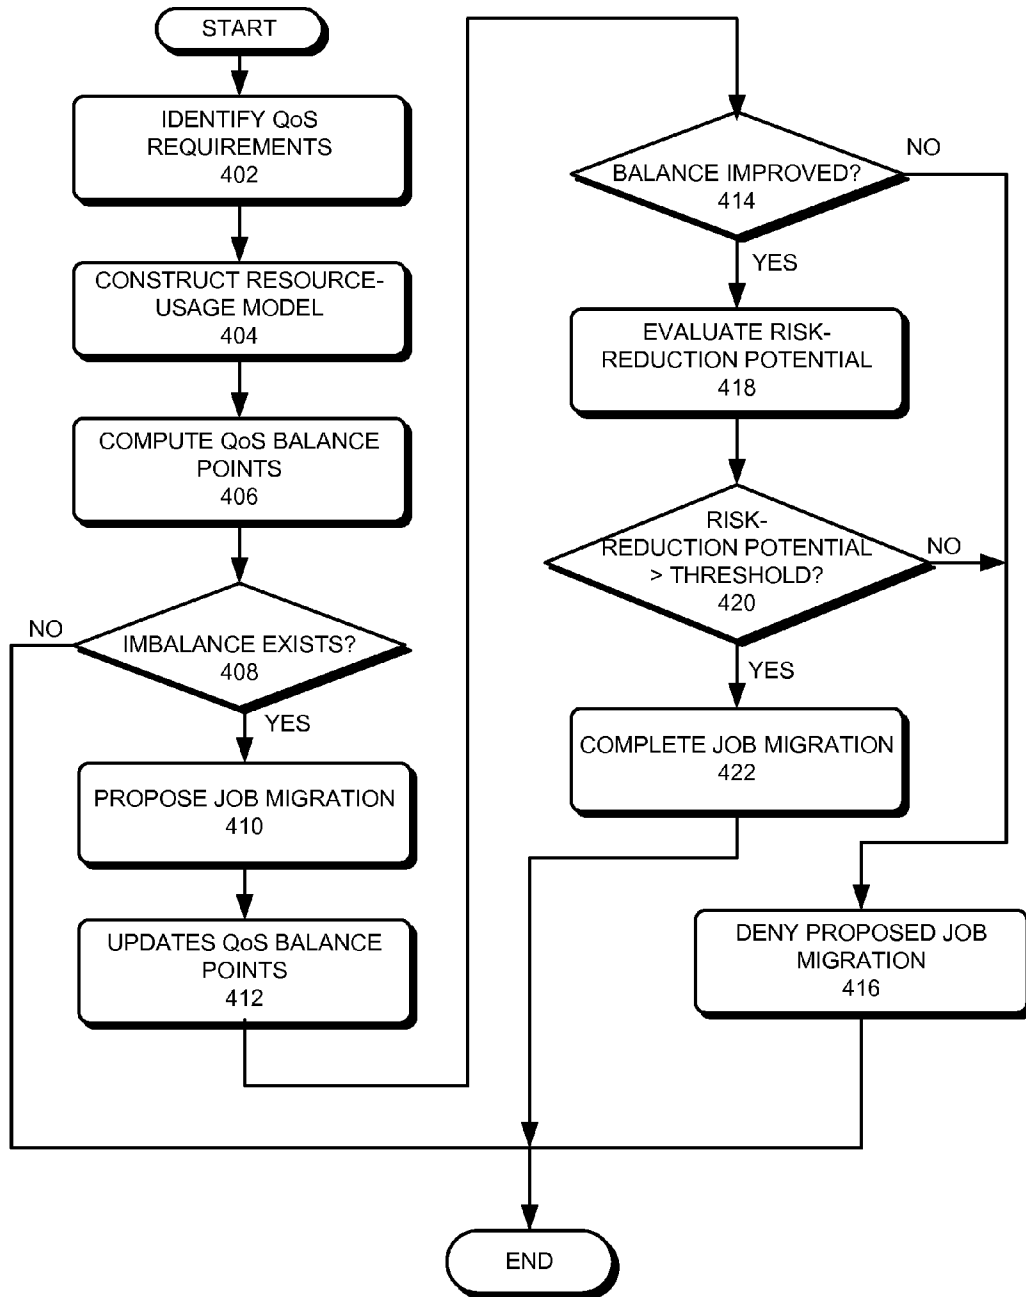 START
IDENTIFY QoS
REQUIREMENTS
402
CONSTRUCT RESOURCE-
USAGE MODEL
404
COMPUTE QoS BALANCE
POINTS
406
NO
IMBALANCE EXISTS?
408
YES
PROPOSE JOB MIGRATION
410
UPDATES QoS BALANCE
POINTS
412
NO
BALANCE IMPROVED?
414
YES
EVALUATE RISK-
REDUCTION POTENTIAL
418
RISK-
REDUCTION POTENTIAL
> THRESHOLD?
420
NO
YES
COMPLETE JOB MIGRATION
422
DENY PROPOSED JOB
MIGRATION
416
END